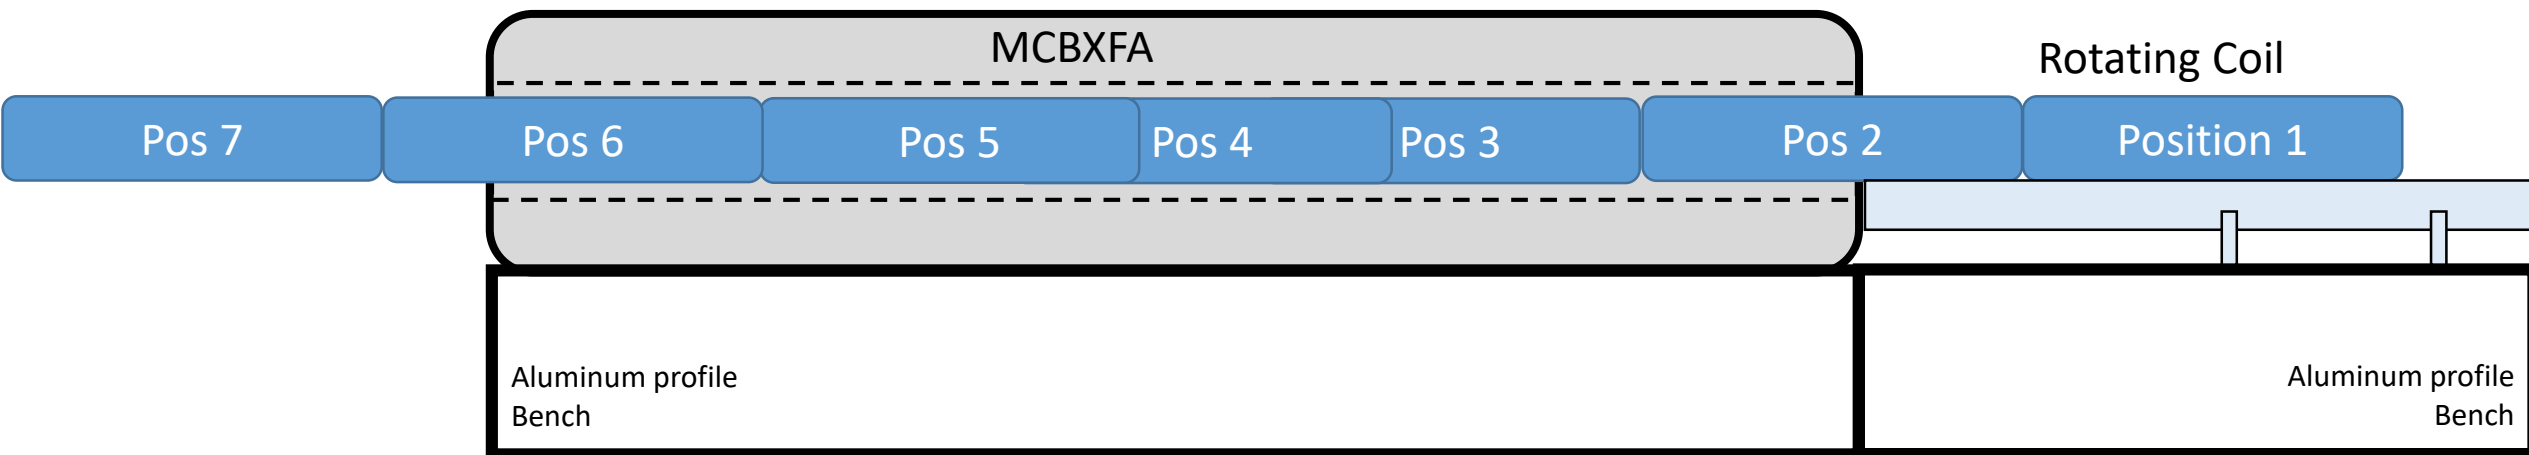 MCBXFA
Rotating Coil
Pos 7
Pos 6
Pos 5
Pos 4
Pos 3
Pos 2
Position 1
Aluminum profile
Bench
Aluminum profile
Bench